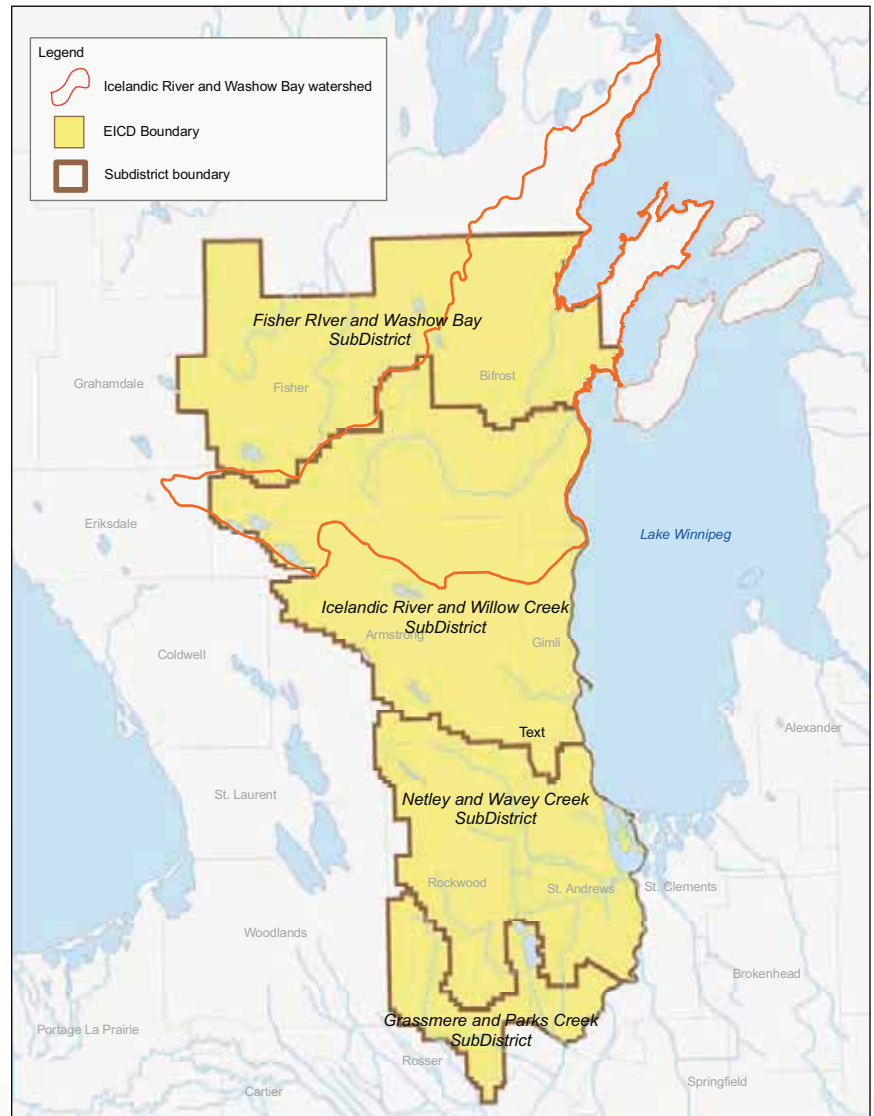 Legend
Icelandic River and Washow Bay watershed
EICD Boundary
Subdistrict boundary
Fisher RIver and Washow Bay
SubDistrict
Grahamdale
Fisher
Bifrost
Eriksdale
Lake Winnipeg
Icelandic River and Willow Creek
SubDistrict
Armstrong
Gimli
Coldwell
Text
Alexander
St. Laurent
Netley and Wavey Creek
SubDistrict
Rockwood
St. Andrews
St. Clements
Woodlands
Brokenhead
Grassmere and Parks Creek
SubDistrict
Portage La Prairie
Rosser
Cartier
Springfield